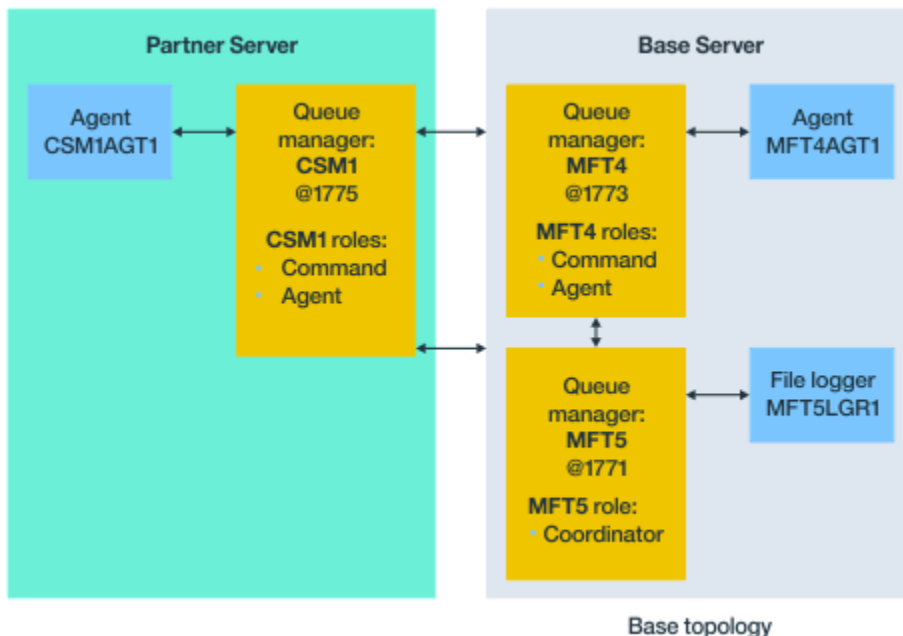 Partner Server
Agent
CSM1AGT1
Queue
manager:
CSM1
@1775
CSM1 roles:
• Command
• Agent
Base Server
Queue
manager:
MFT4
@1773
MFT4 roles:
• Command
• Agent
Agent
MFT4AGT1
Queue
manager:
MFT5
@1771
MFT5 role:
• Coordinator
File logger
MFT5LGR1
Base topology